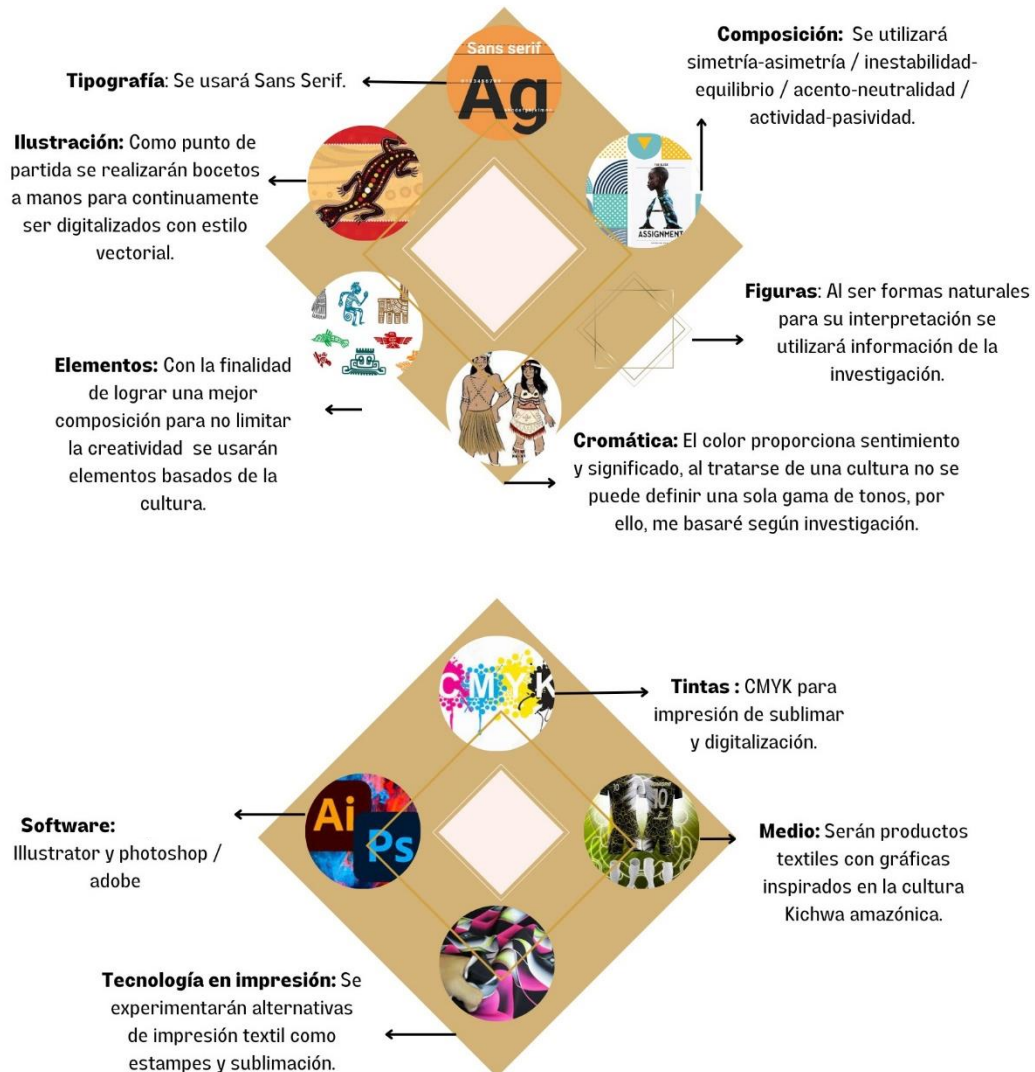 Sans serif
Ag
Tipografía: Se usará Sans Serif.
Composición: Se utilizará
simetría-asimetría / inestabilidad-
equilibrio / acento-neutralidad /
actividad-pasividad.
Ilustración: Como punto de
partida se realizarán bocetos
a manos para continuamente
ser digitalizados con estilo
vectorial.
ASSIGNMENT
Figuras: Al ser formas naturales
para su interpretación se
utilizará información de la
investigación.
Elementos: Con la finalidad
de lograr una mejor
composición para no limitar
la creatividad se usarán
elementos basados de la
cultura.
Cromática: El color proporciona sentimiento
y significado, al tratarse de una cultura no se
puede definir una sola gama de tonos, por
ello, me basaré según investigación.
CMYK
Tintas : CMYK para
impresión de sublimar
y digitalización.
Ai
Ps
Software:
Illustrator y photoshop /
adobe
10
10
Medio: Serán productos
textiles con gráficas
inspirados en la cultura
Kichwa amazónica.
Tecnología en impresión: Se
experimentarán alternativas
de impresión textil como
estampes y sublimación.